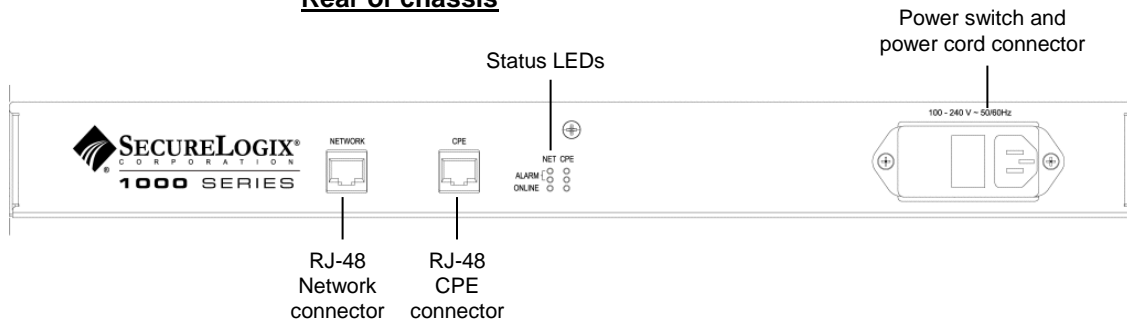 Rear of chassis
Power switch and
power cord connector
Status LEDs
100 - 240 V ~ 50/60Hz
SECURELOGIX®
CORPORATION
®
1000 SERIES
NETWORK
CPE
NET CPE
ALARM
ONLINE
RJ-48
Network
connector
RJ-48
CPE
connector